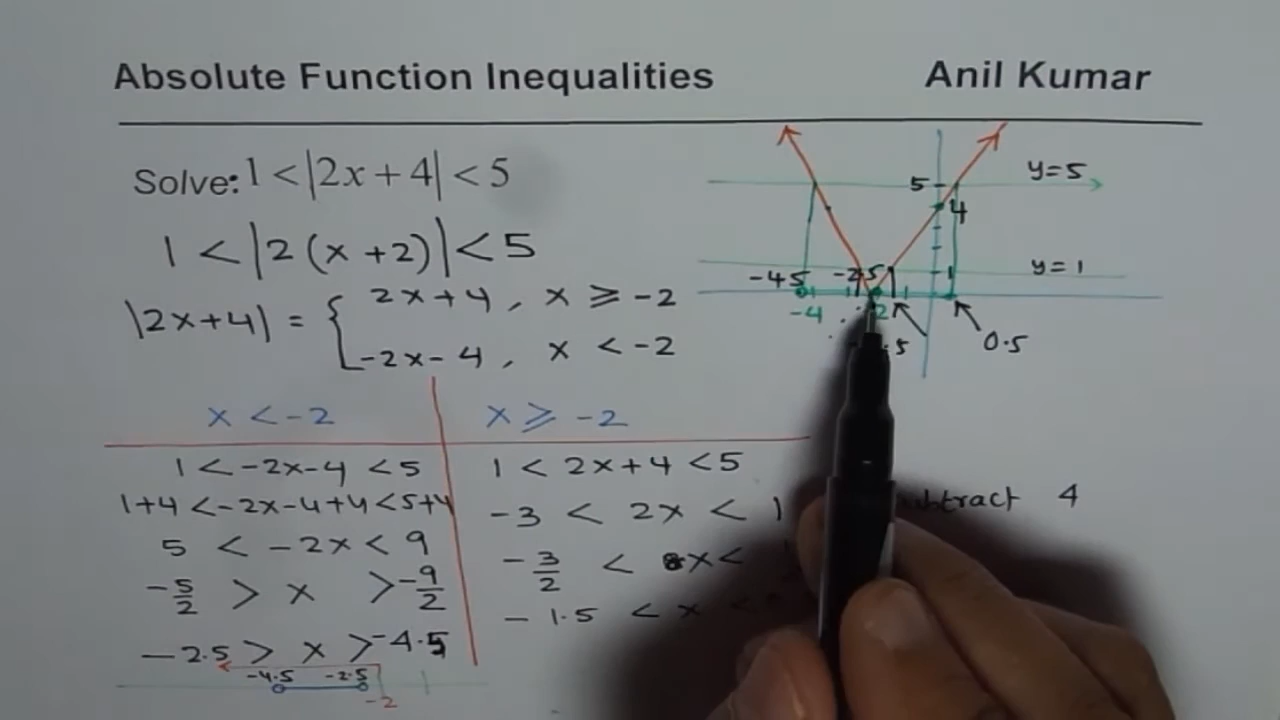 Absolute Function Inequalities Anil Kumar
Solve: 1 < |2x + 4| < 5
1 < |2(x + 2)| < 5
|2x+4| = { 2x+4, x ≥ -2
-2x-4, x < -2
x < -2
1 < -2x-4 < 5
1+4 < -2x-4+4 < 5+4
5 < -2x < 9
-5/2 > x > -9/2
-2.5 > x > -4.5
-4.5 -2.5
-2
x ≥ -2
1 < 2x+4 < 5
-3 < 2x < 1
4
-3/2 < x <
-1.5 < x <
y=5
5
4
y=1
1
-4.5 -2.5
-4 2
0.5